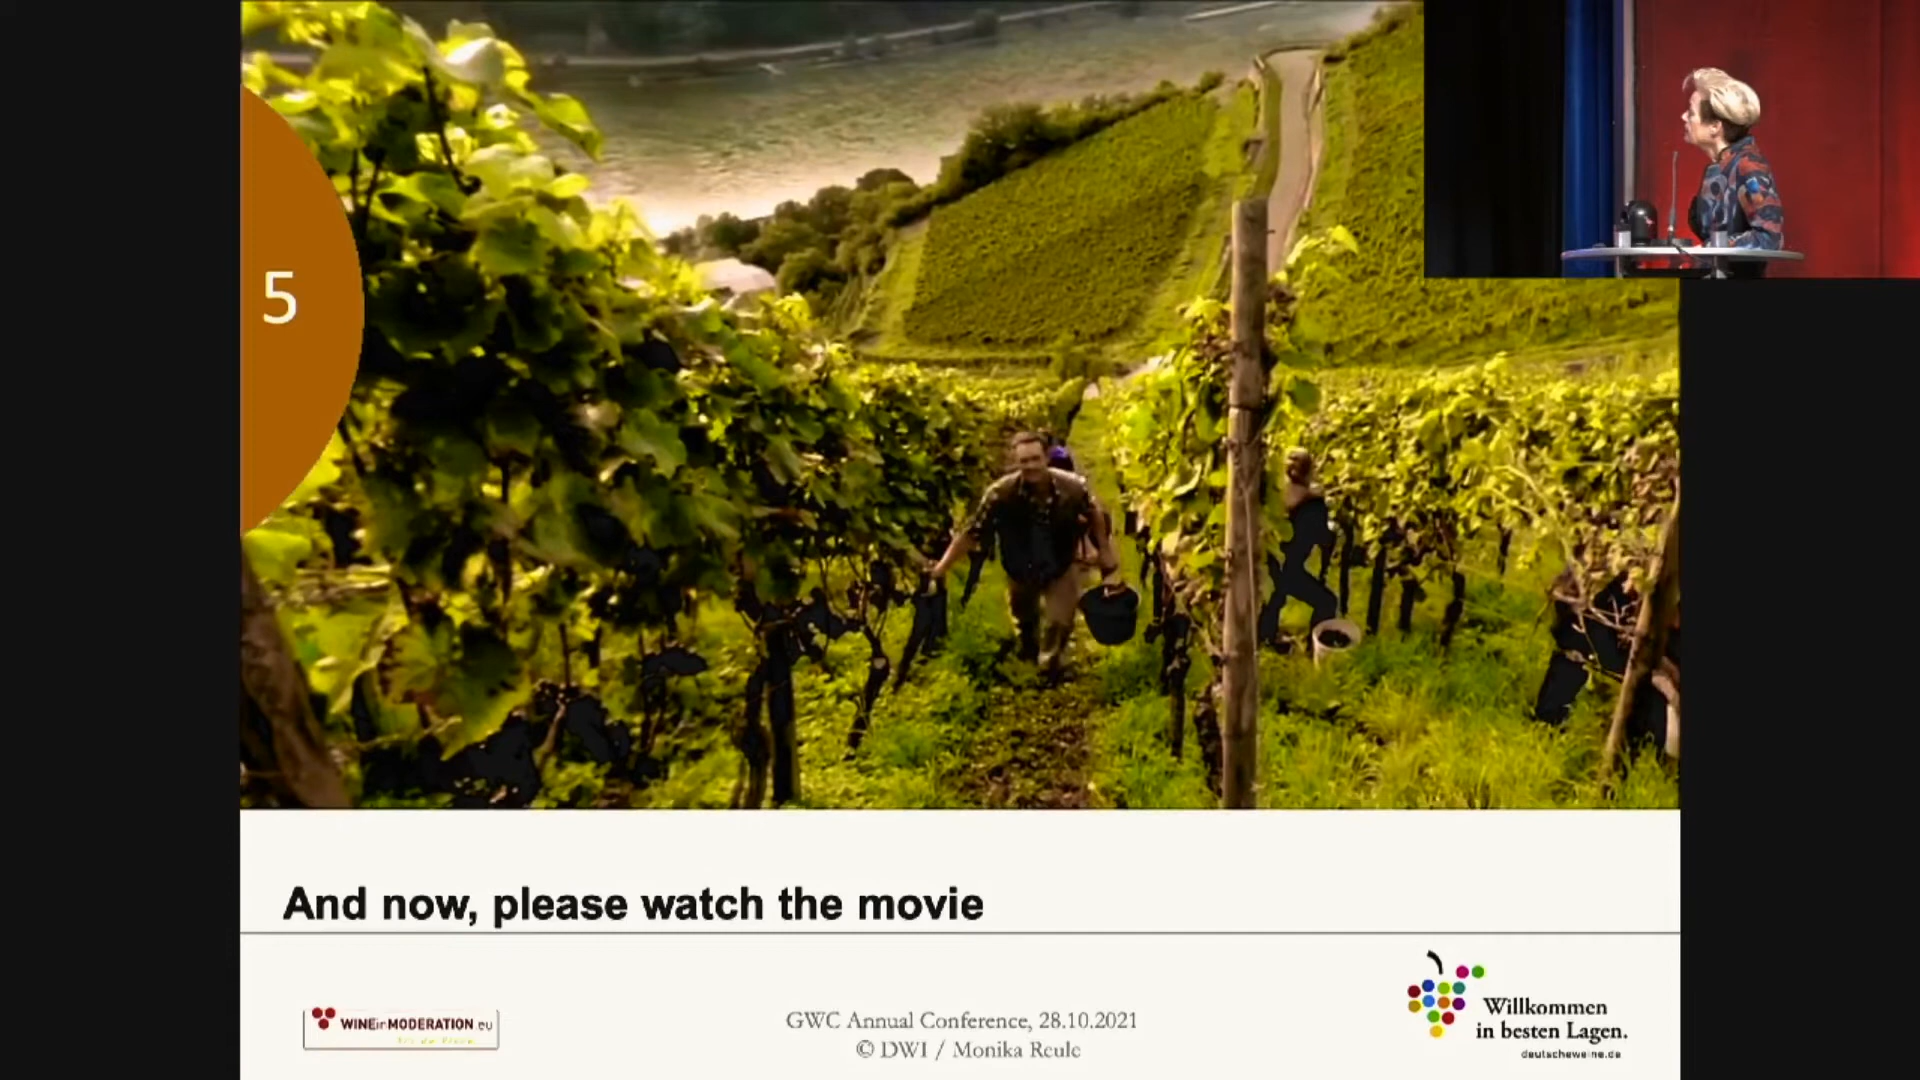 5
And now, please watch the movie
WINEinMODERATION.eu
GWC Annual Conference, 28.10.2021
© DWI / Monika Reule
Willkommen
in besten Lagen.
deutscheweine.de